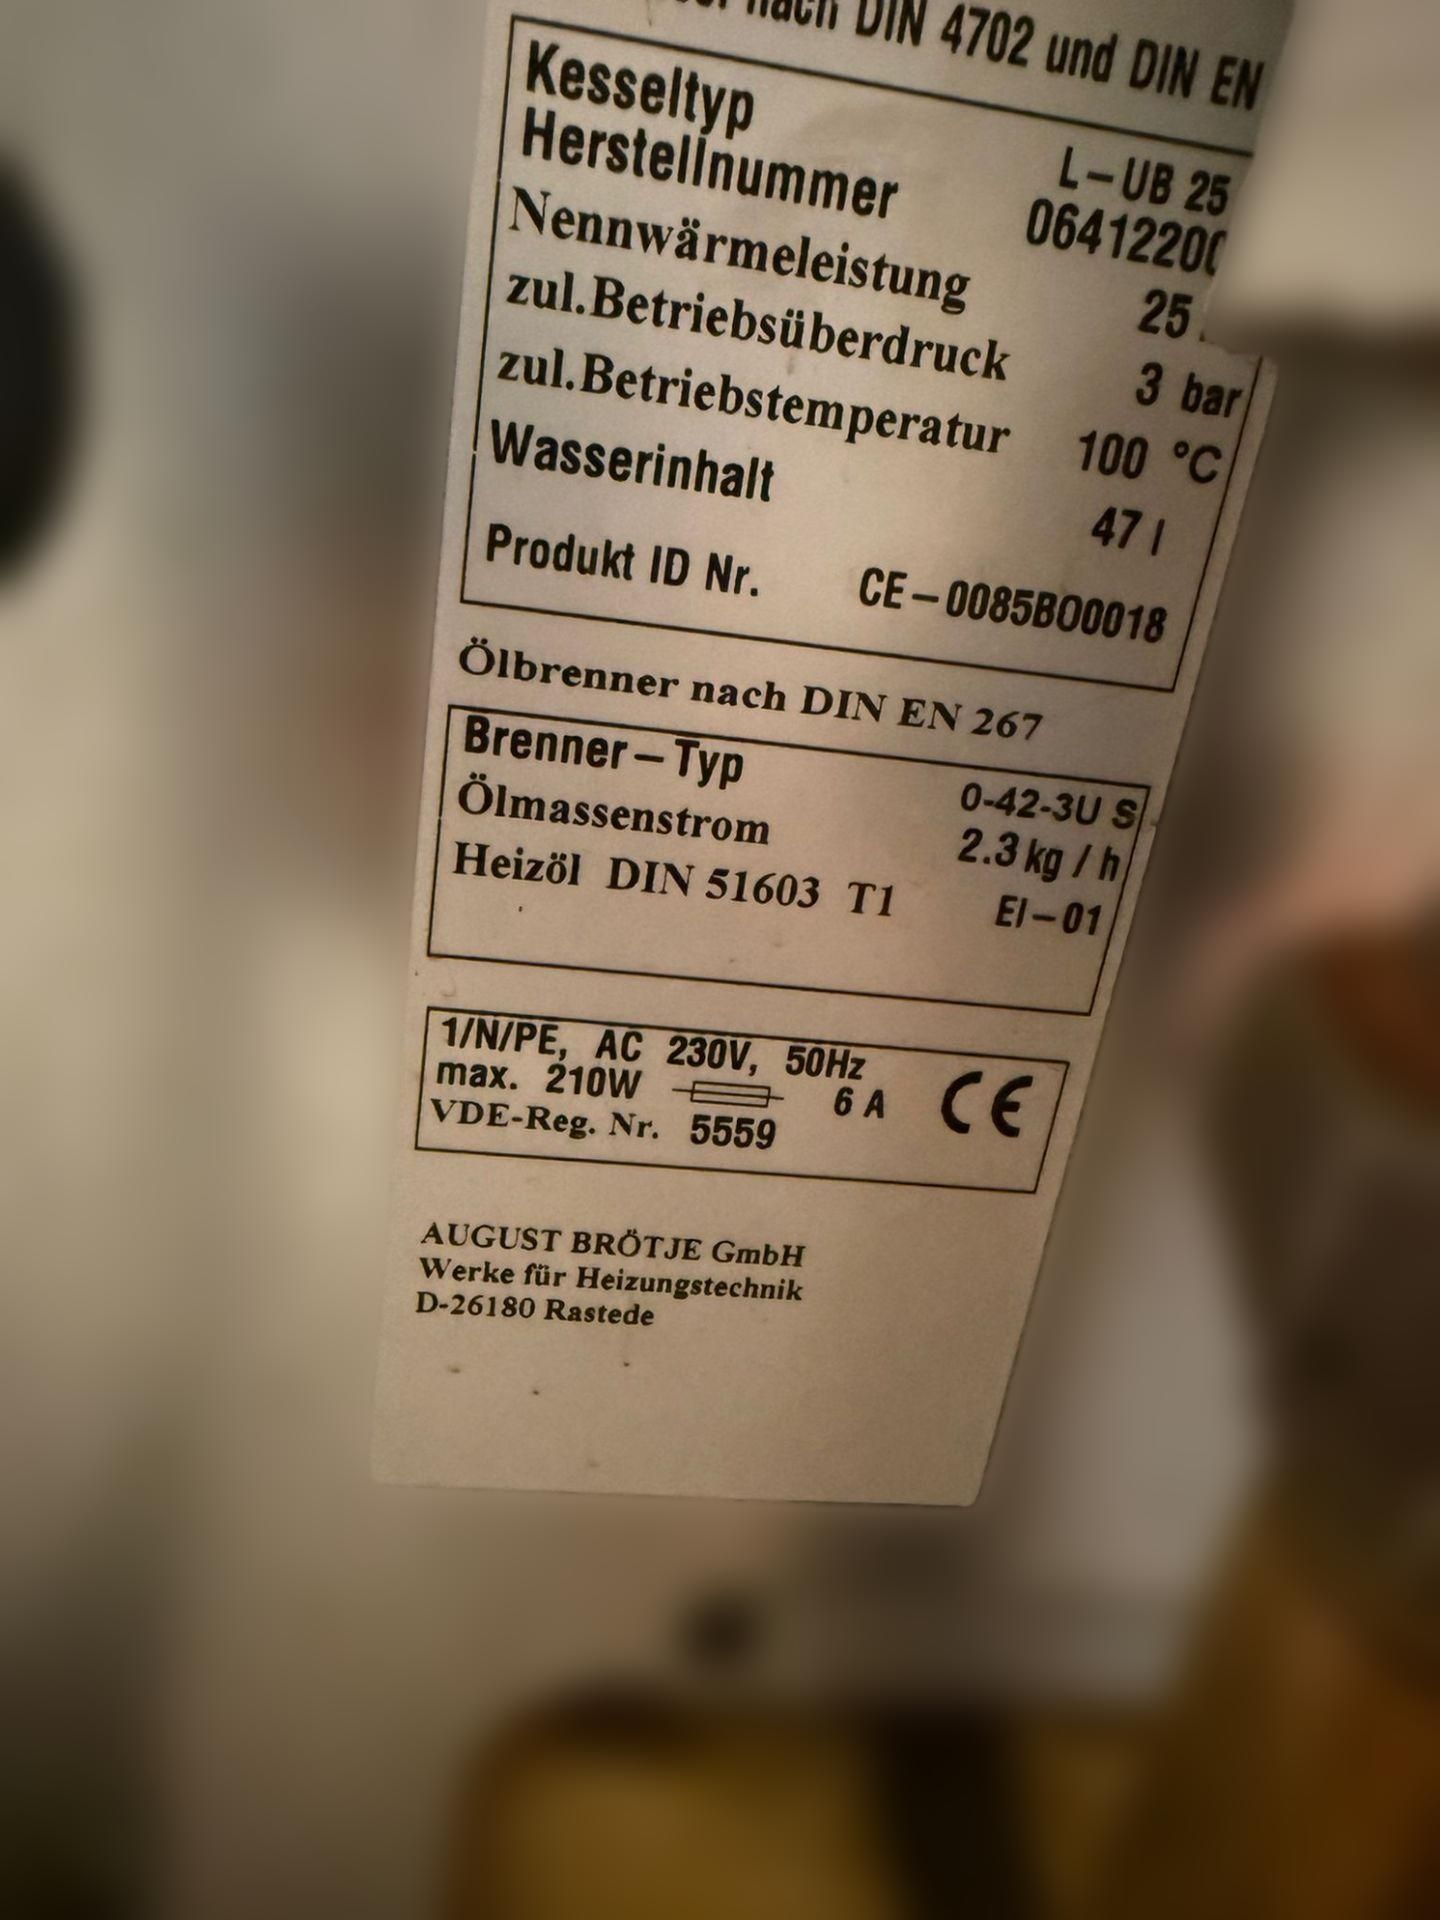 nach DIN 4702 und DIN EN
Kesseltyp L-UB 25
Herstellnummer 06412200
Nennwärmeleistung 25
zul.Betriebsüberdruck 3 bar
zul.Betriebstemperatur 100 °C
Wasserinhalt 47 l
Produkt ID Nr. CE-0085BO0018
Ölbrenner nach DIN EN 267
Brenner-Typ 0-42-3U S
Ölmassenstrom 2.3 kg / h
Heizöl DIN 51603 T1 El-01
1/N/PE, AC 230V, 50Hz
max. 210W 6 A
VDE-Reg. Nr. 5559
CE
AUGUST BRÖTJE GmbH
Werke für Heizungstechnik
D-26180 Rastede